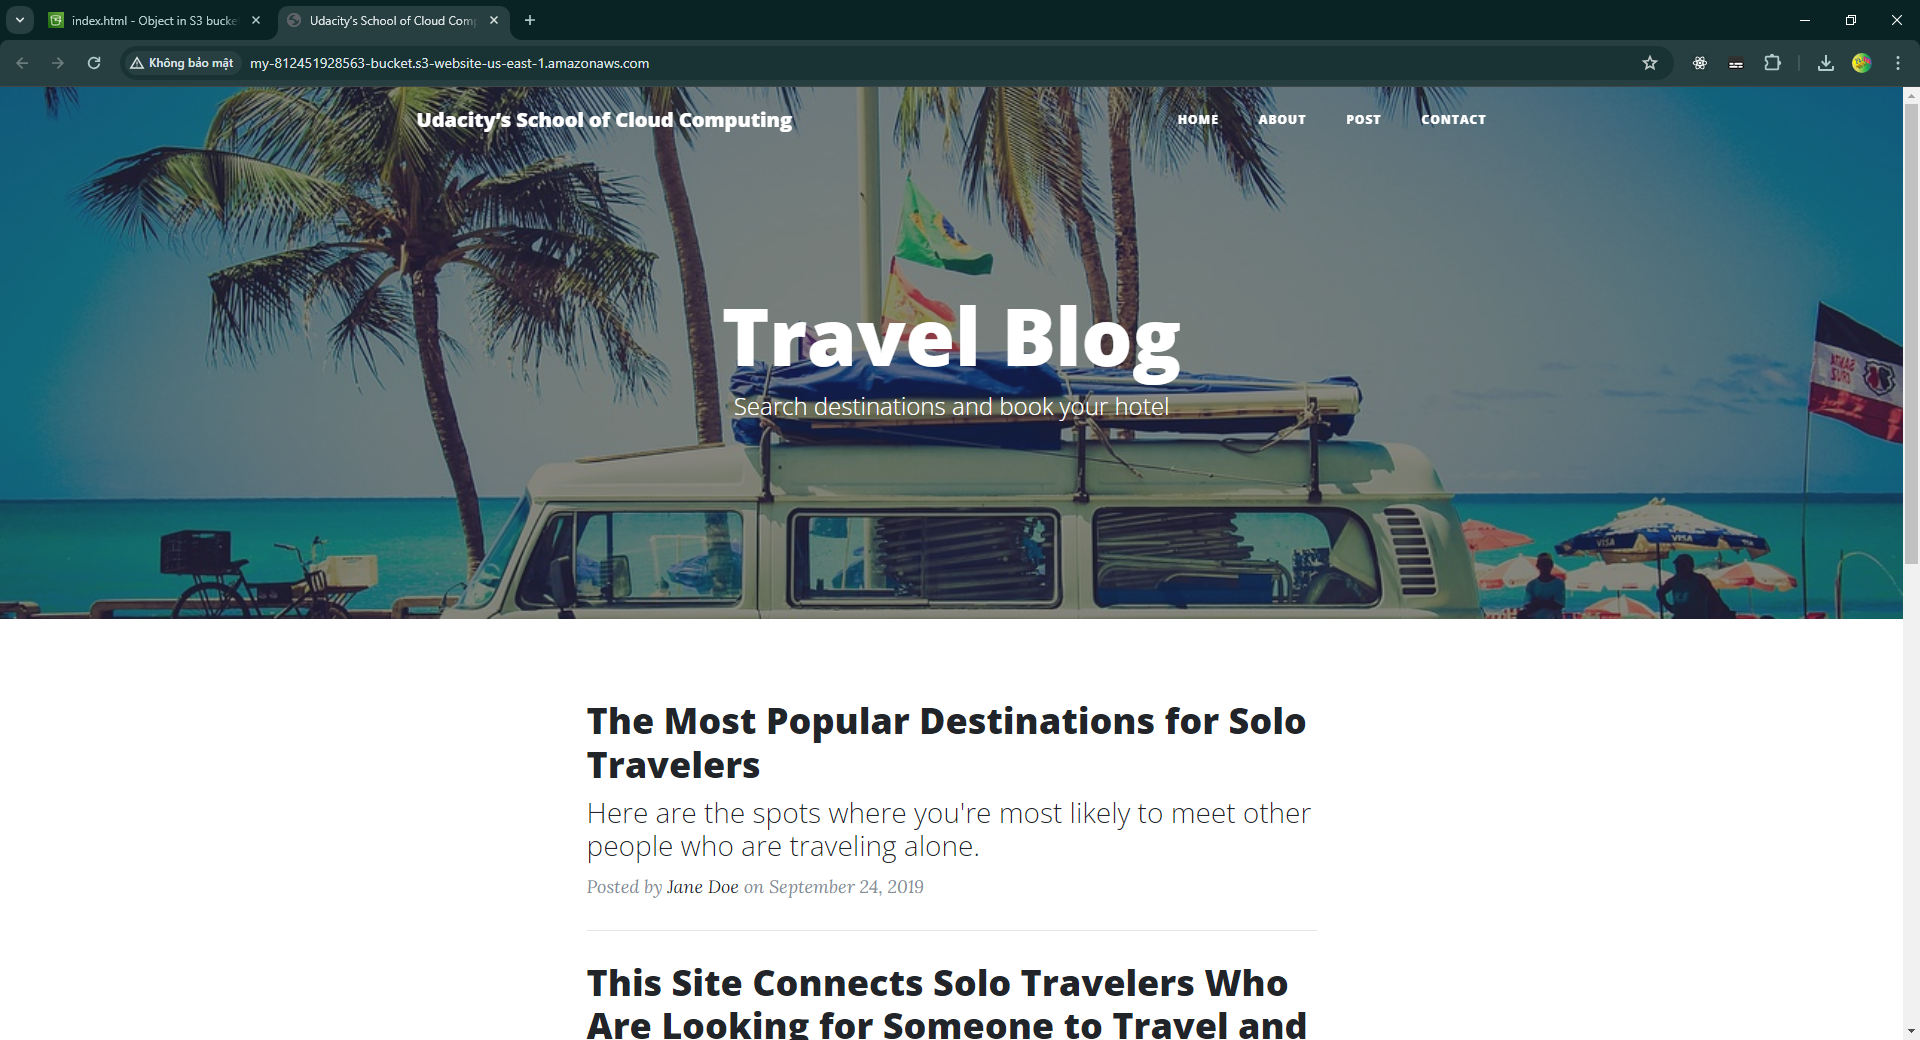 index.html - Object in S3 bucke
Udacity's School of Cloud Com
Không bảo mật
my-812451928563-bucket.s3-website-us-east-1.amazonaws.com
Udacity's School of Cloud Computing
HOME
ABOUT
POST
CONTACT
Travel Blog
Search destinations and book your hotel
SANTA
CRUZ
VISA
VISA
The Most Popular Destinations for Solo
Travelers
Here are the spots where you're most likely to meet other
people who are traveling alone.
Posted by Jane Doe on September 24, 2019
This Site Connects Solo Travelers Who
Are Looking for Someone to Travel and